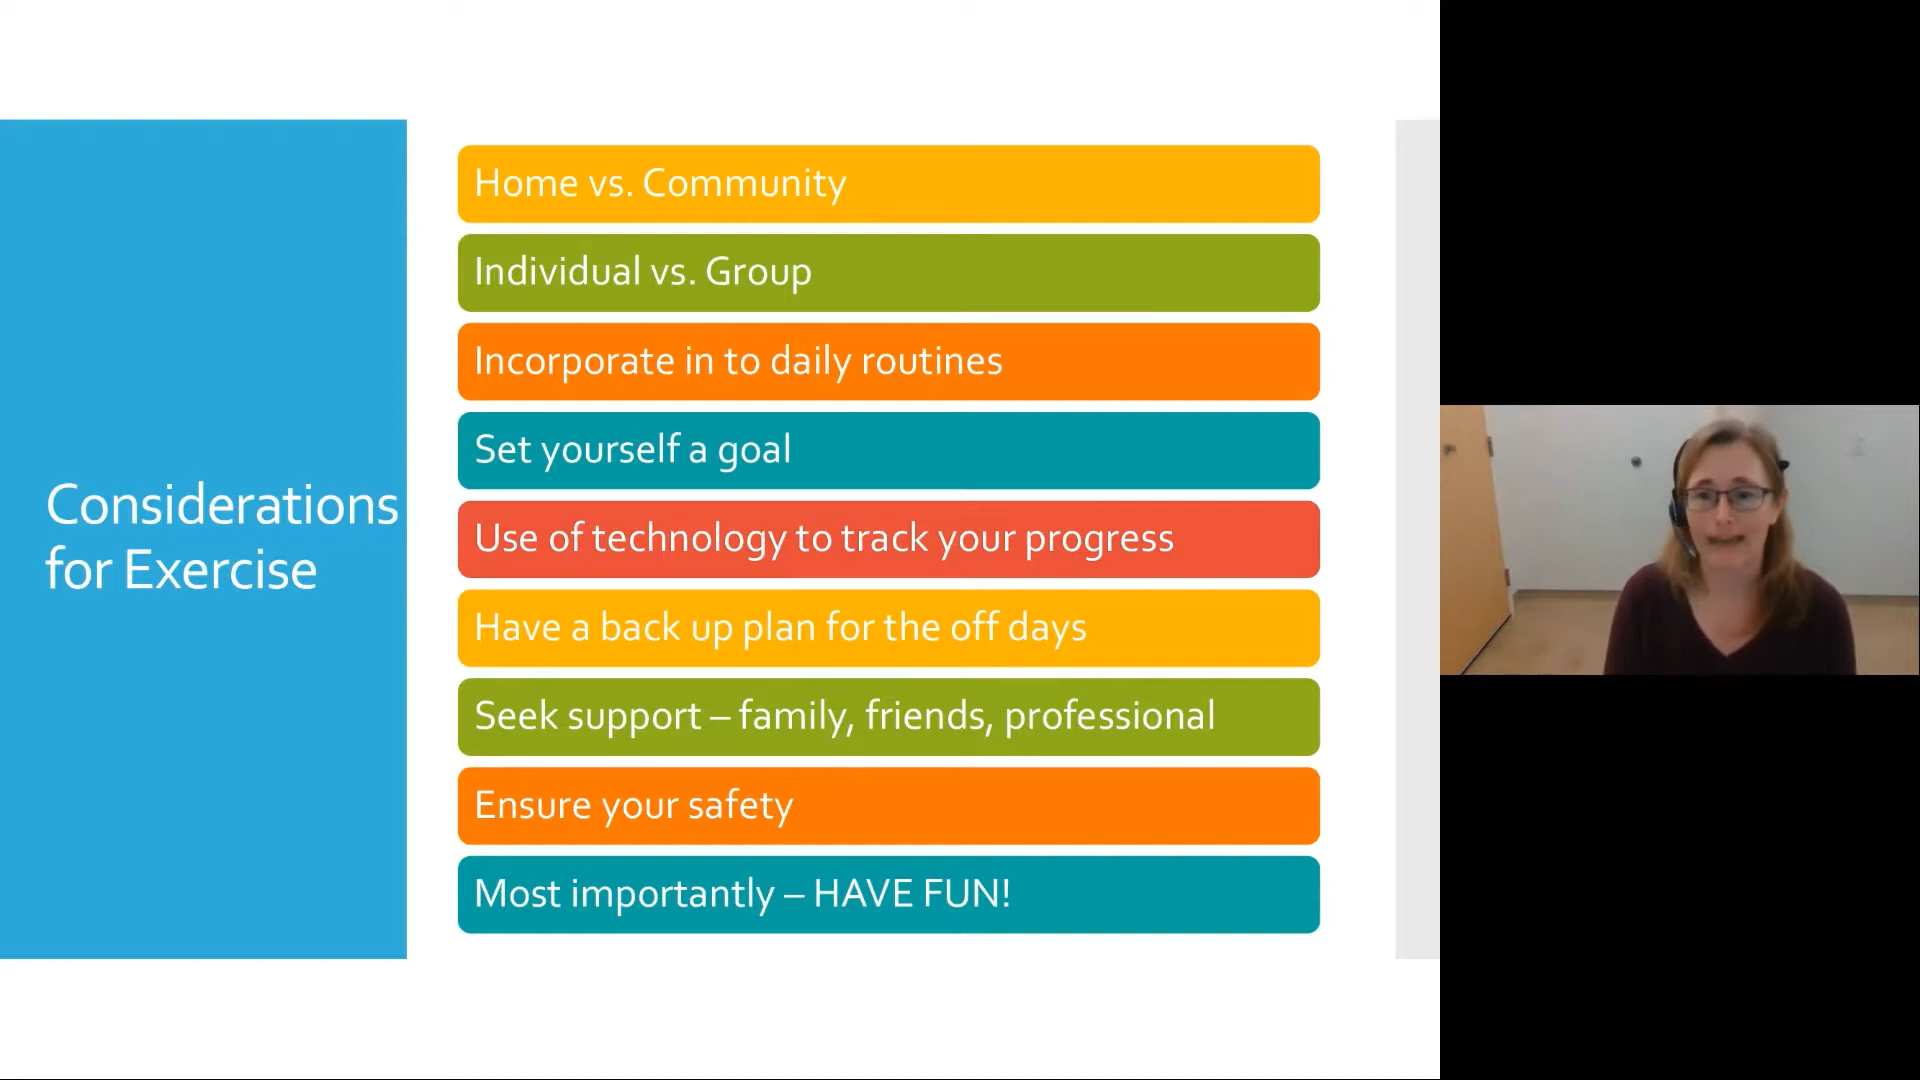 Considerations
for Exercise
Home vs. Community
Individual vs. Group
Incorporate in to daily routines
Set yourself a goal
Use of technology to track your progress
Have a back up plan for the off days
Seek support – family, friends, professional
Ensure your safety
Most importantly – HAVE FUN!